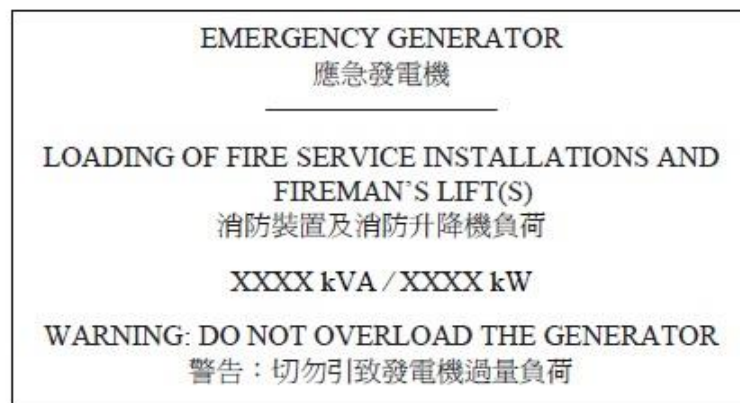 EMERGENCY GENERATOR
應急發電機
LOADING OF FIRE SERVICE INSTALLATIONS AND
FIREMAN’S LIFT(S)
消防裝置及消防升降機負荷
XXXX kVA / XXXX kW
WARNING: DO NOT OVERLOAD THE GENERATOR
警告：切勿引致發電機過量負荷